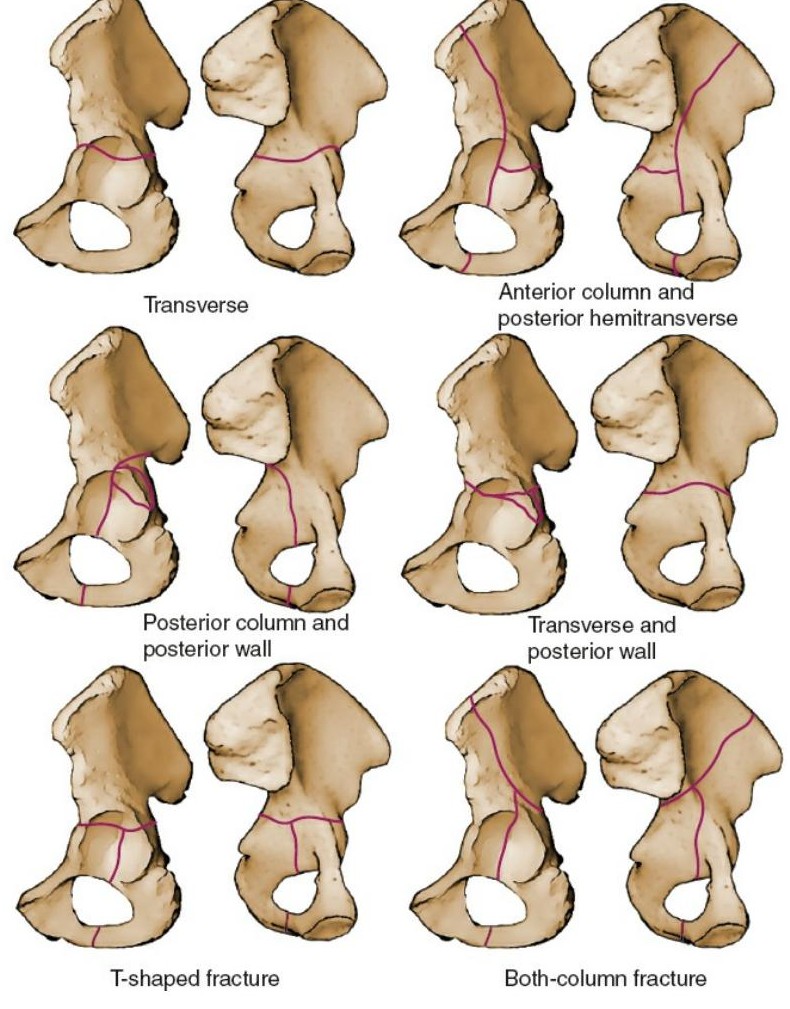 Transverse
Anterior column and
posterior hemitransverse
Posterior column and
posterior wall
Transverse and
posterior wall
T-shaped fracture
Both-column fracture